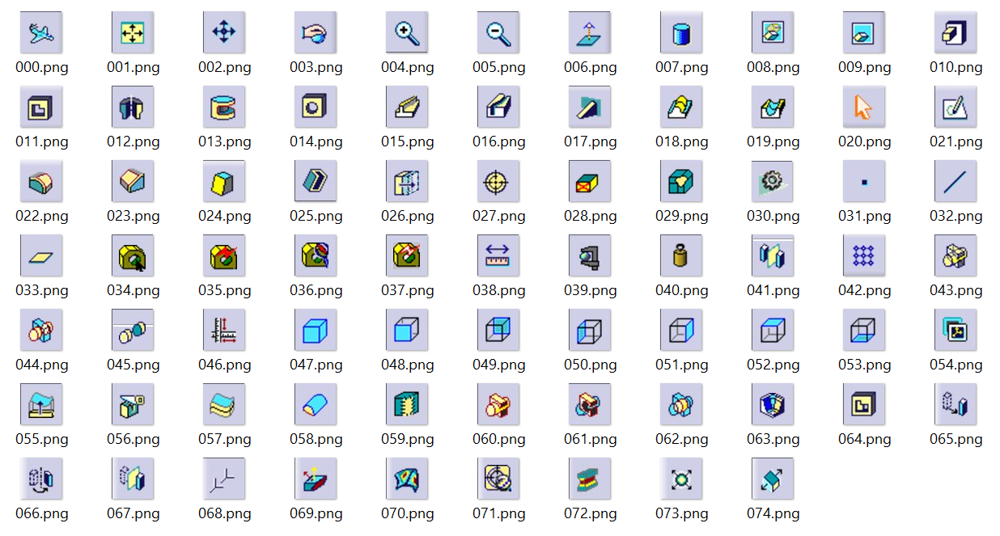 000.png 001.png 002.png 003.png 004.png 005.png 006.png 007.png 008.png 009.png 010.png
011.png 012.png 013.png 014.png 015.png 016.png 017.png 018.png 019.png 020.png 021.png
022.png 023.png 024.png 025.png 026.png 027.png 028.png 029.png 030.png 031.png 032.png
033.png 034.png 035.png 036.png 037.png 038.png 039.png 040.png 041.png 042.png 043.png
044.png 045.png 046.png 047.png 048.png 049.png 050.png 051.png 052.png 053.png 054.png
055.png 056.png 057.png 058.png 059.png 060.png 061.png 062.png 063.png 064.png 065.png
066.png 067.png 068.png 069.png 070.png 071.png 072.png 073.png 074.png